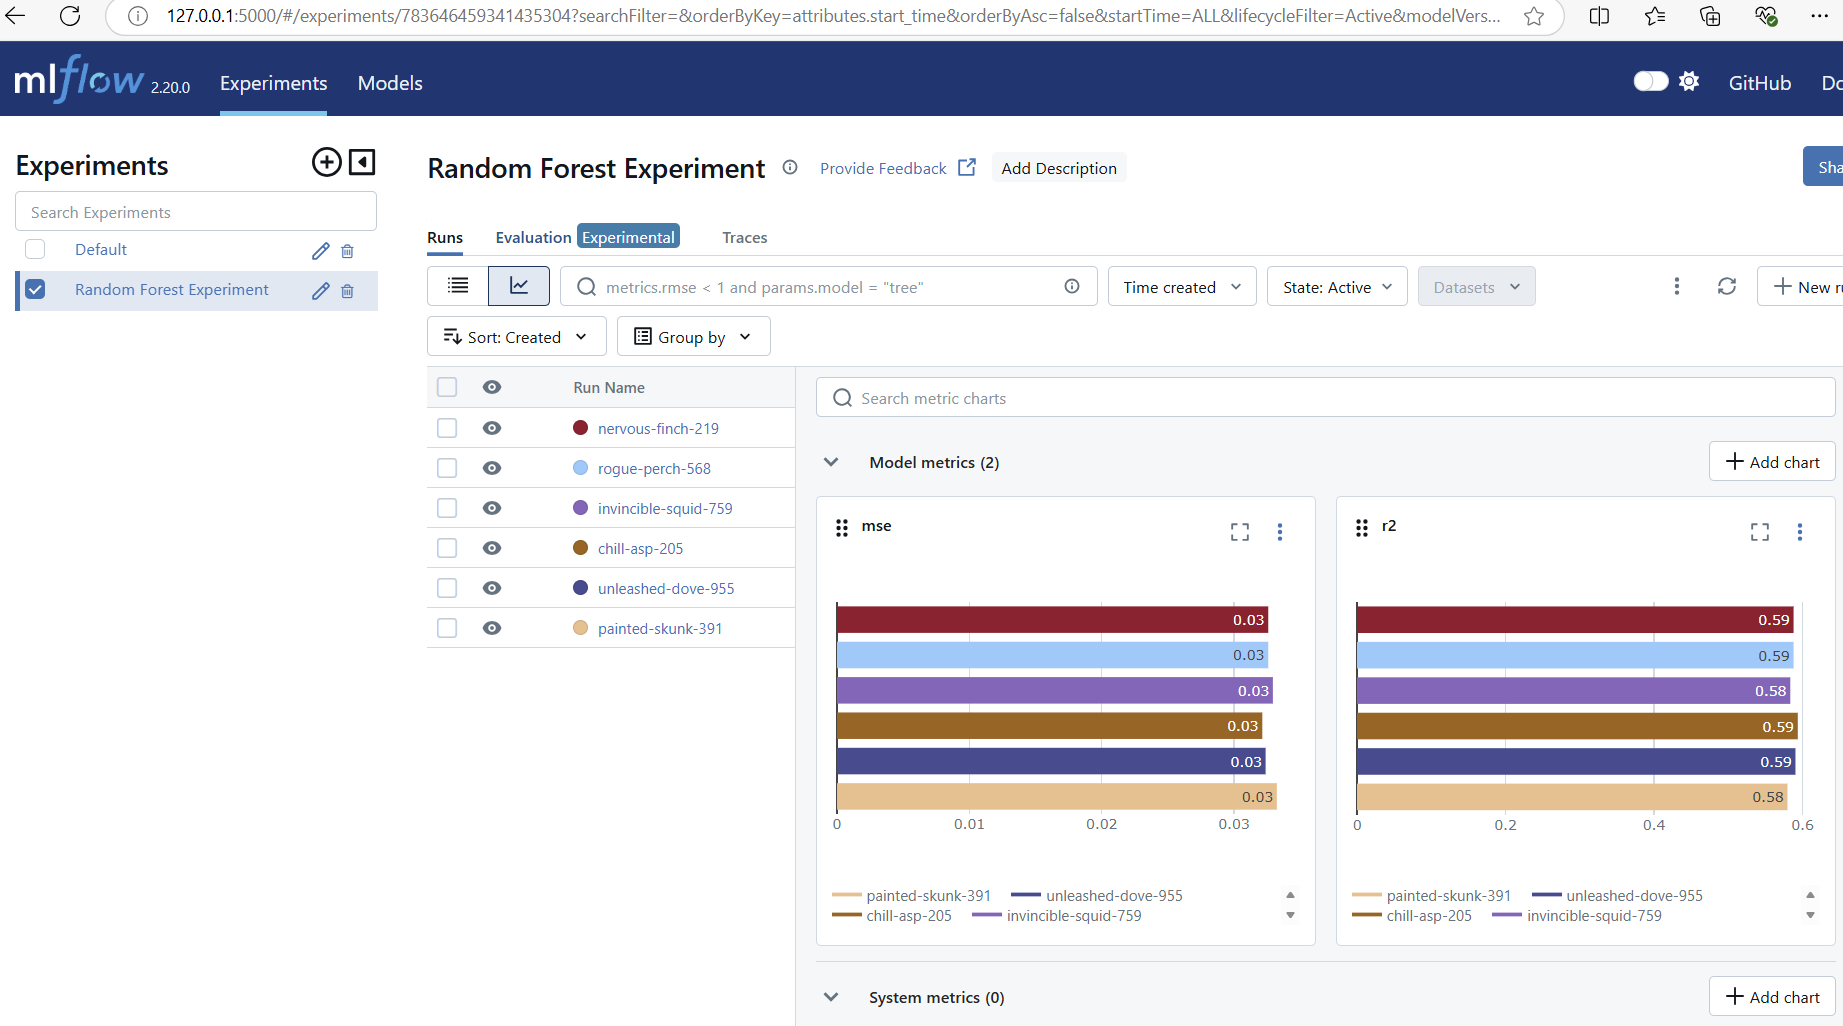 127.0.0.1:5000/#/experiments/783646459341435304?searchFilter=&orderByKey=attributes.start_time&orderByAsc=false&startTime=ALL&lifecycleFilter=Active&modelVers...
mlflow 2.20.0 Experiments Models GitHub Do
Experiments
Search Experiments
Default
Random Forest Experiment
Random Forest Experiment Provide Feedback Add Description Sha
Runs Evaluation Experimental Traces
metrics.rmse < 1 and params.model = "tree" Time created State: Active Datasets New ru
Sort: Created Group by
Run Name
nervous-finch-219
rogue-perch-568
invincible-squid-759
chill-asp-205
unleashed-dove-955
painted-skunk-391
Search metric charts
Model metrics (2) Add chart
mse
0.03
0.03
0.03
0.03
0.03
0.03
0 0.01 0.02 0.03
painted-skunk-391 unleashed-dove-955
chill-asp-205 invincible-squid-759
r2
0.59
0.59
0.58
0.59
0.59
0.58
0 0.2 0.4 0.6
painted-skunk-391 unleashed-dove-955
chill-asp-205 invincible-squid-759
System metrics (0) Add chart